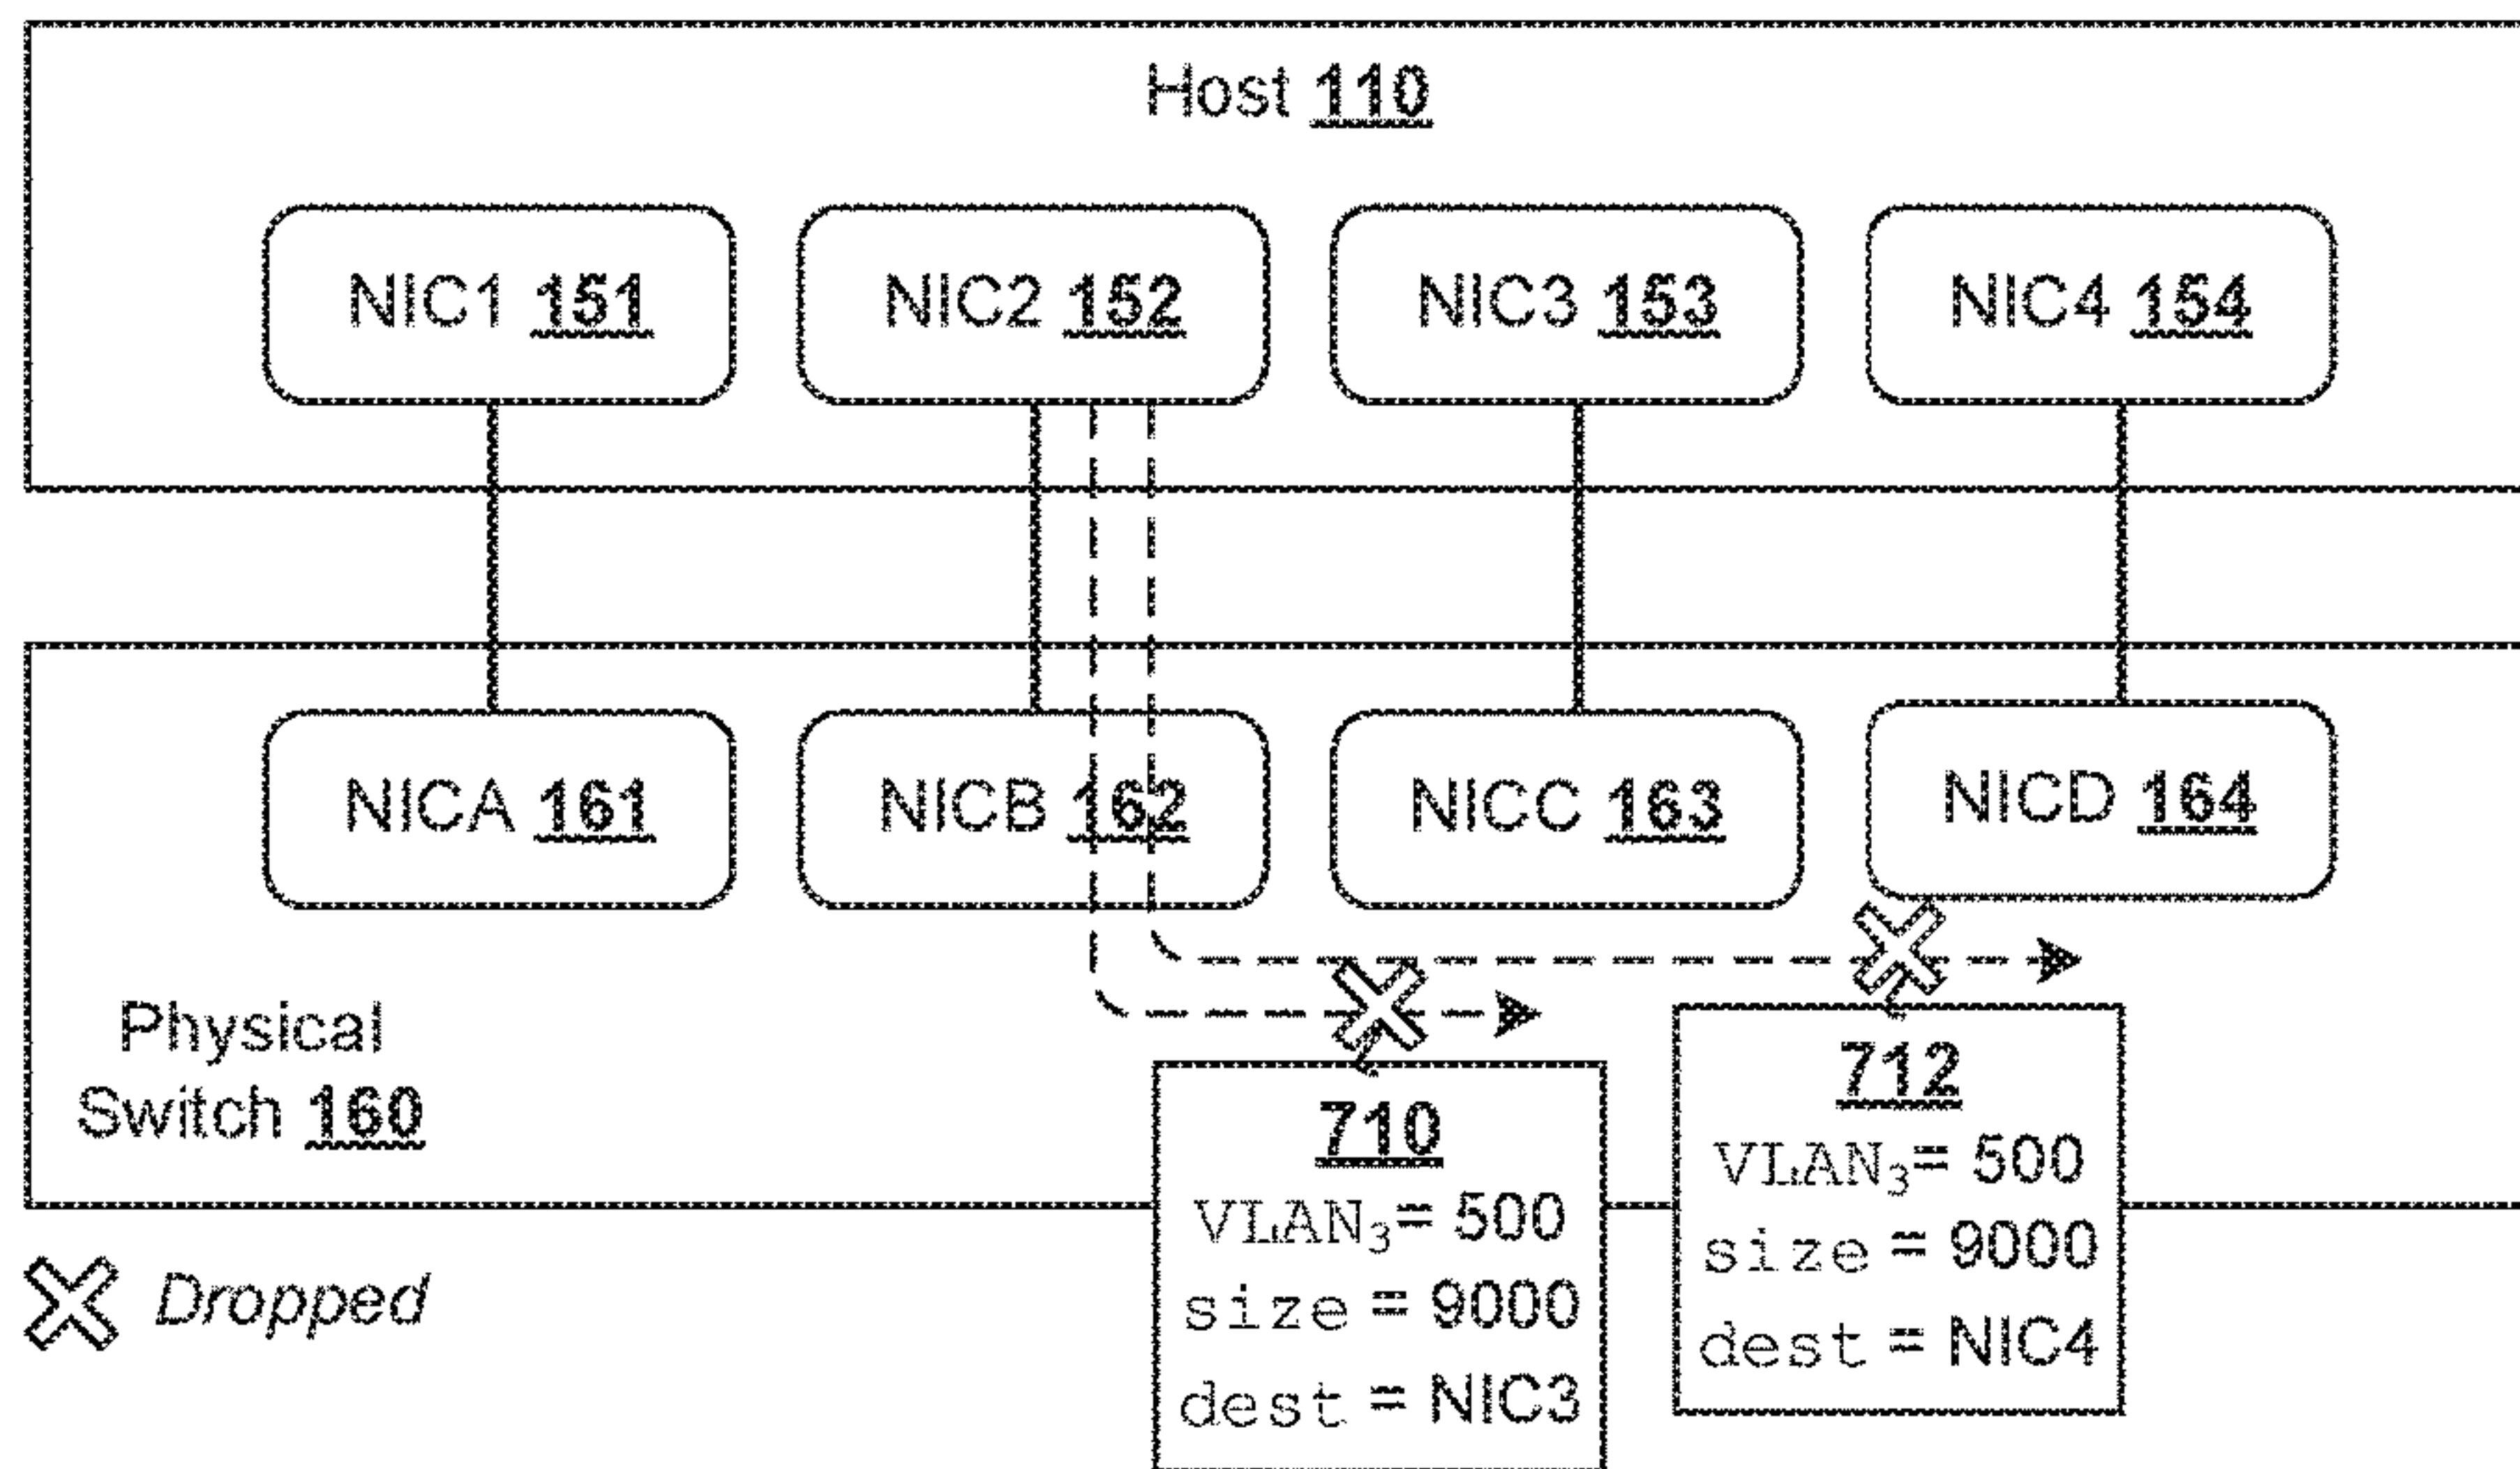 Host 110
NIC1 151
NIC2 152
NIC3 153
NIC4 154
NICA 161
NICB 162
NICC 163
NICD 164
Physical
Switch 160
710
VLAN₃= 500
size = 9000
dest = NIC3
712
VLAN₃= 500
size = 9000
dest = NIC4
Dropped